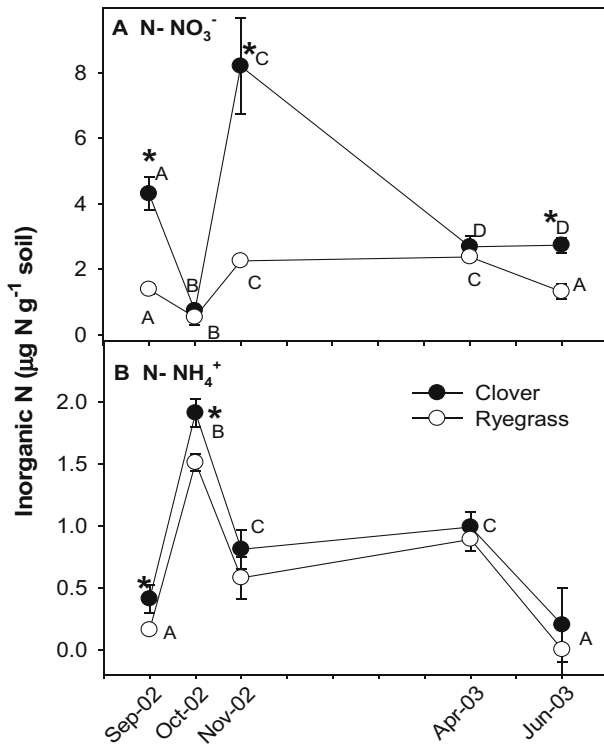 Inorganic N (µg N g⁻¹ soil)
A N- NO₃⁻
8
6
4
2
0
* A
B
B
* C
C
D
C
* D
A
A
B N- NH₄⁺
Clover
Ryegrass
2.0
1.5
1.0
0.5
0.0
*
A
* B
C
C
A
Sep-02
Oct-02
Nov-02
Apr-03
Jun-03